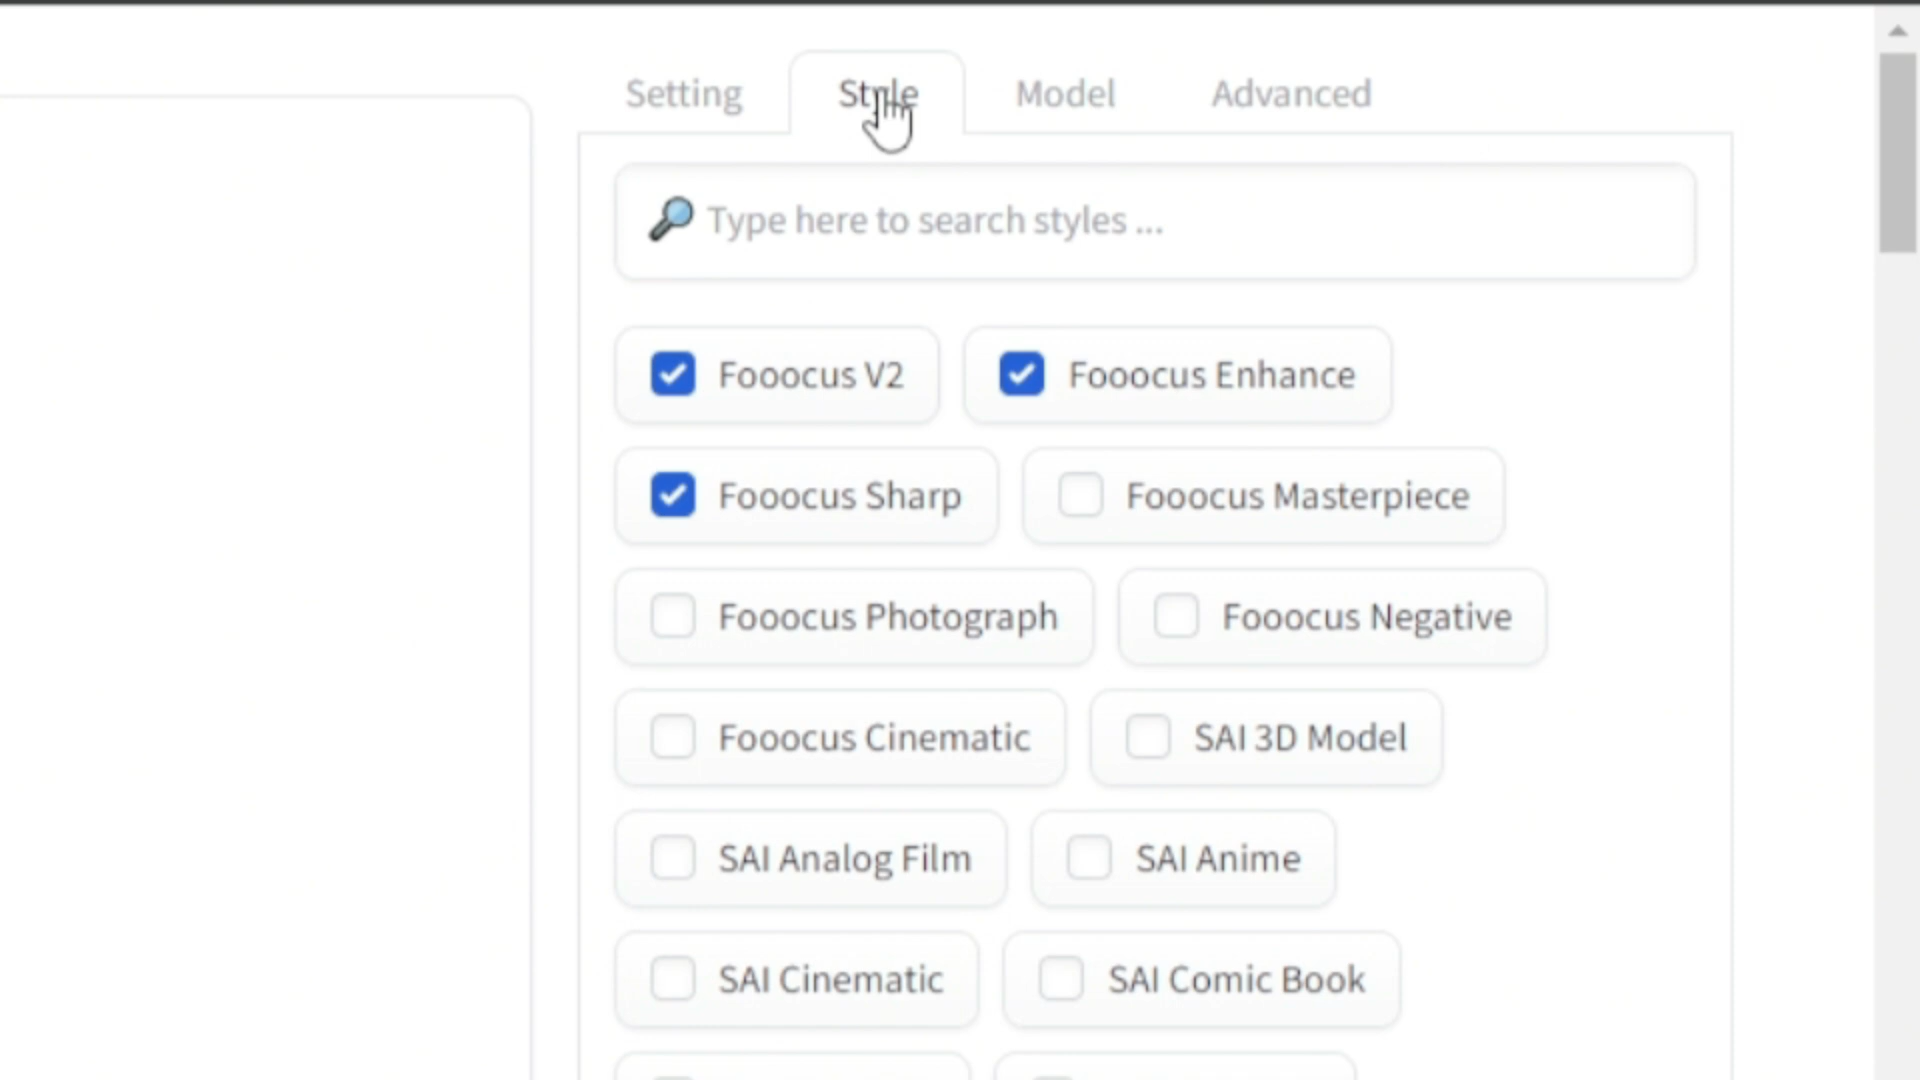 Setting Style Model Advanced
Type here to search styles ...
Fooocus V2 Fooocus Enhance
Fooocus Sharp Fooocus Masterpiece
Fooocus Photograph Fooocus Negative
Fooocus Cinematic SAI 3D Model
SAI Analog Film SAI Anime
SAI Cinematic SAI Comic Book